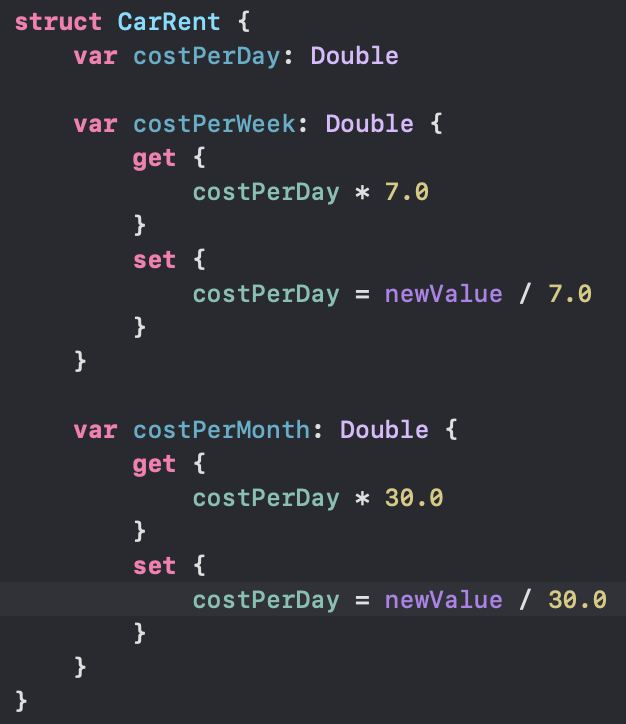 struct CarRent {
    var costPerDay: Double

    var costPerWeek: Double {
        get {
            costPerDay * 7.0
        }
        set {
            costPerDay = newValue / 7.0
        }
    }

    var costPerMonth: Double {
        get {
            costPerDay * 30.0
        }
        set {
            costPerDay = newValue / 30.0
        }
    }
}